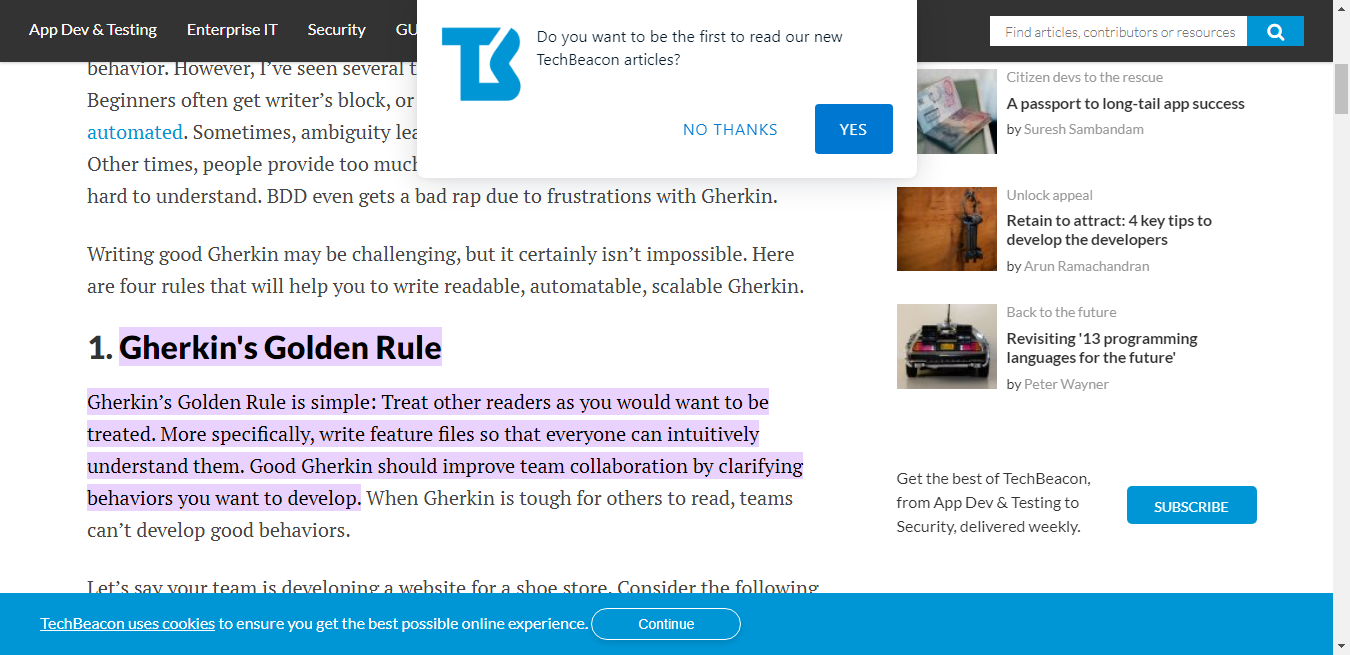 App Dev & Testing
Enterprise IT
Security
GU
Do you want to be the first to read our new
TechBeacon articles?
NO THANKS
YES
Find articles, contributors or resources
behavior. However, I’ve seen several
Beginners often get writer’s block, or
automated. Sometimes, ambiguity
Other times, people provide too much
hard to understand. BDD even gets a bad rap due to frustrations with Gherkin.
Writing good Gherkin may be challenging, but it certainly isn’t impossible. Here
are four rules that will help you to write readable, automatable, scalable Gherkin.
1. Gherkin's Golden Rule
Gherkin’s Golden Rule is simple: Treat other readers as you would want to be
treated. More specifically, write feature files so that everyone can intuitively
understand them. Good Gherkin should improve team collaboration by clarifying
behaviors you want to develop. When Gherkin is tough for others to read, teams
can’t develop good behaviors.
Let’s say your team is developing a website for a shoe store. Consider the following
Citizen devs to the rescue
A passport to long-tail app success
by Suresh Sambandam
Unlock appeal
Retain to attract: 4 key tips to
develop the developers
by Arun Ramachandran
Back to the future
Revisiting '13 programming
languages for the future'
by Peter Wayner
Get the best of TechBeacon,
from App Dev & Testing to
Security, delivered weekly.
SUBSCRIBE
TechBeacon uses cookies to ensure you get the best possible online experience.
Continue